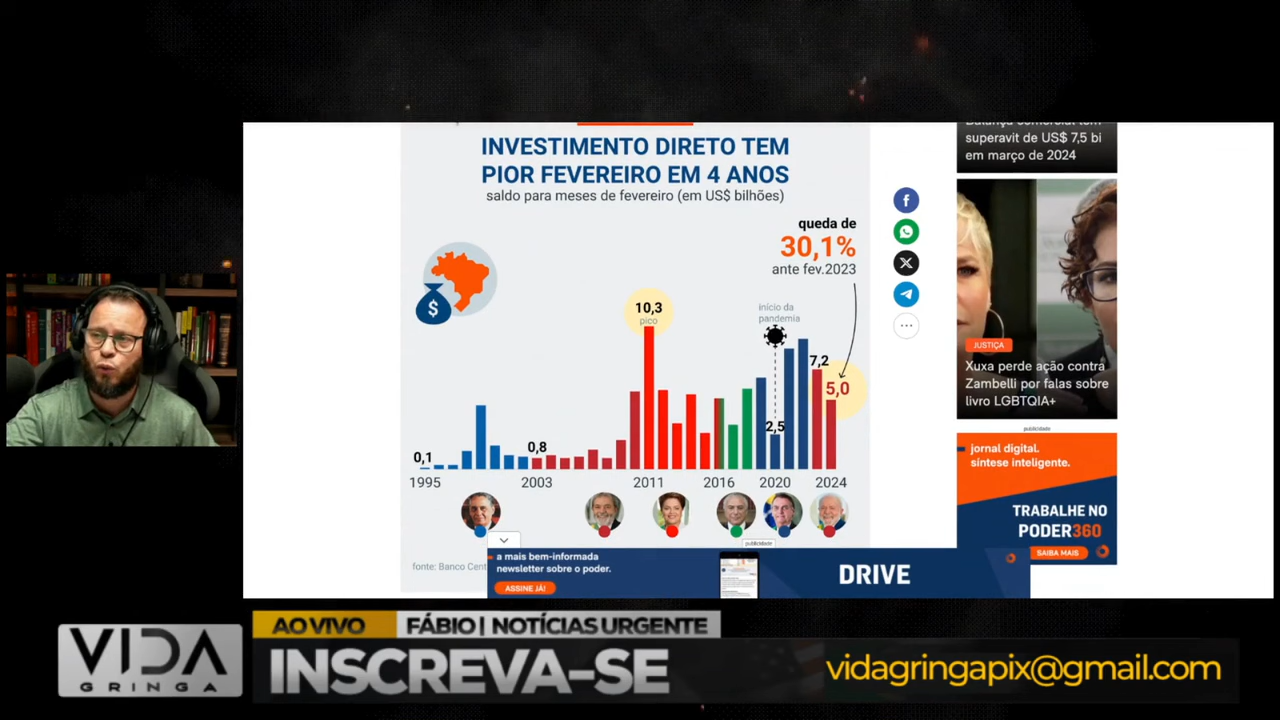 INVESTIMENTO DIRETO TEM
PIOR FEVEREIRO EM 4 ANOS
saldo para meses de fevereiro (em US$ bilhões)
queda de
30,1%
ante fev.2023
$
10,3
pico
início da
pandemia
7,2
5,0
2,5
0,8
0,1
1995
2003
2011
2016
2020
2024
fonte: Banco Cent
publicidade
a mais bem-informada
newsletter sobre o poder.
ASSINE JÁ!
DRIVE
Balança comercial tem
superavit de US$ 7,5 bi
em março de 2024
JUSTIÇA
Xuxa perde ação contra
Zambelli por falas sobre
livro LGBTQIA+
publicidade
jornal digital.
síntese inteligente.
TRABALHE NO
PODER360
SAIBA MAIS
VIDA
GRINGA
AO VIVO
FÁBIO | NOTÍCIAS URGENTE
INSCREVA-SE
vidagringapix@gmail.com